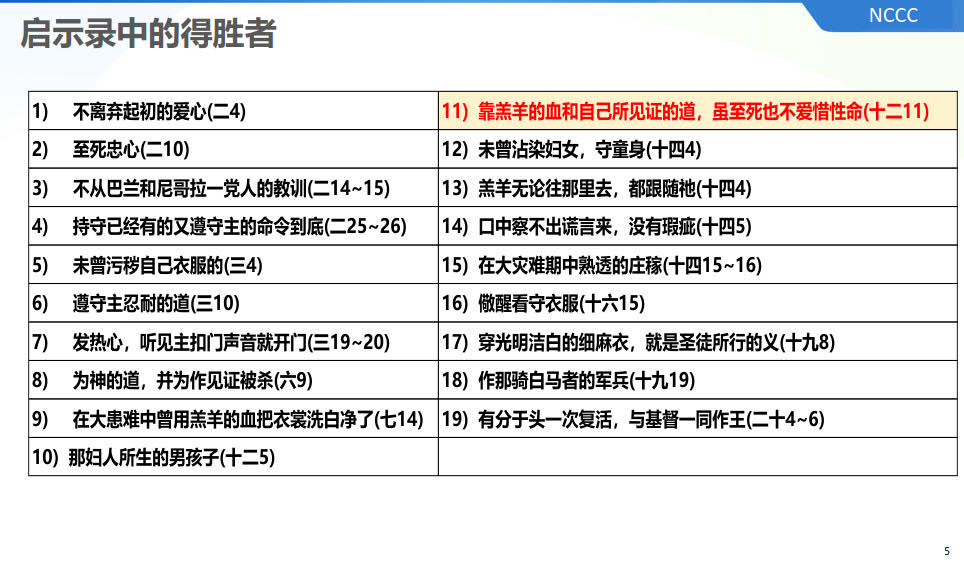 NCCC
启示录中的得胜者
1) 不离弃起初的爱心(二4)
2) 至死忠心(二10)
3) 不从巴兰和尼哥拉一党人的教训(二14~15)
4) 持守已经有的又遵守主的命令到底(二25~26)
5) 未曾污秽自己衣服的(三4)
6) 遵守主忍耐的道(三10)
7) 发热心，听见主扣门声音就开门(三19~20)
8) 为神的道，并为作见证被杀(六9)
9) 在大患难中曾用羔羊的血把衣裳洗白净了(七14)
10) 那妇人所生的男孩子(十二5)
11) 靠羔羊的血和自己所见证的道，虽至死也不爱惜性命(十二11)
12) 未曾沾染妇女，守童身(十四4)
13) 羔羊无论往那里去，都跟随祂(十四4)
14) 口中察不出谎言来，没有瑕疵(十四5)
15) 在大灾难期中熟透的庄稼(十四15~16)
16) 儆醒看守衣服(十六15)
17) 穿光明洁白的细麻衣，就是圣徒所行的义(十九8)
18) 作那骑白马者的军兵(十九19)
19) 有分于头一次复活，与基督一同作王(二十4~6)
5